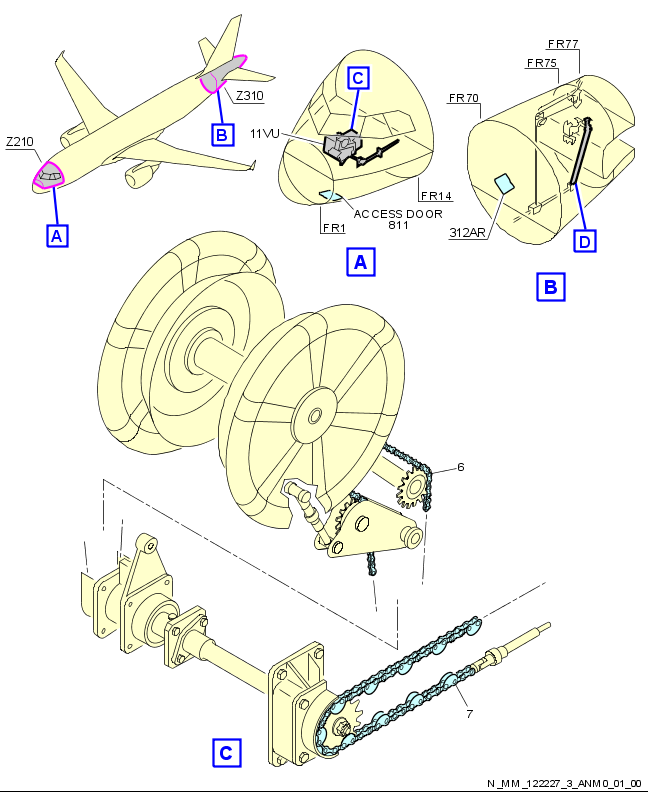 Z210
Z310
B
A
C
11VU
FR14
ACCESS DOOR
811
FR1
A
FR77
FR75
FR70
312AR
D
B
6
7
C
N_MM_122227_3_ANM0_01_00